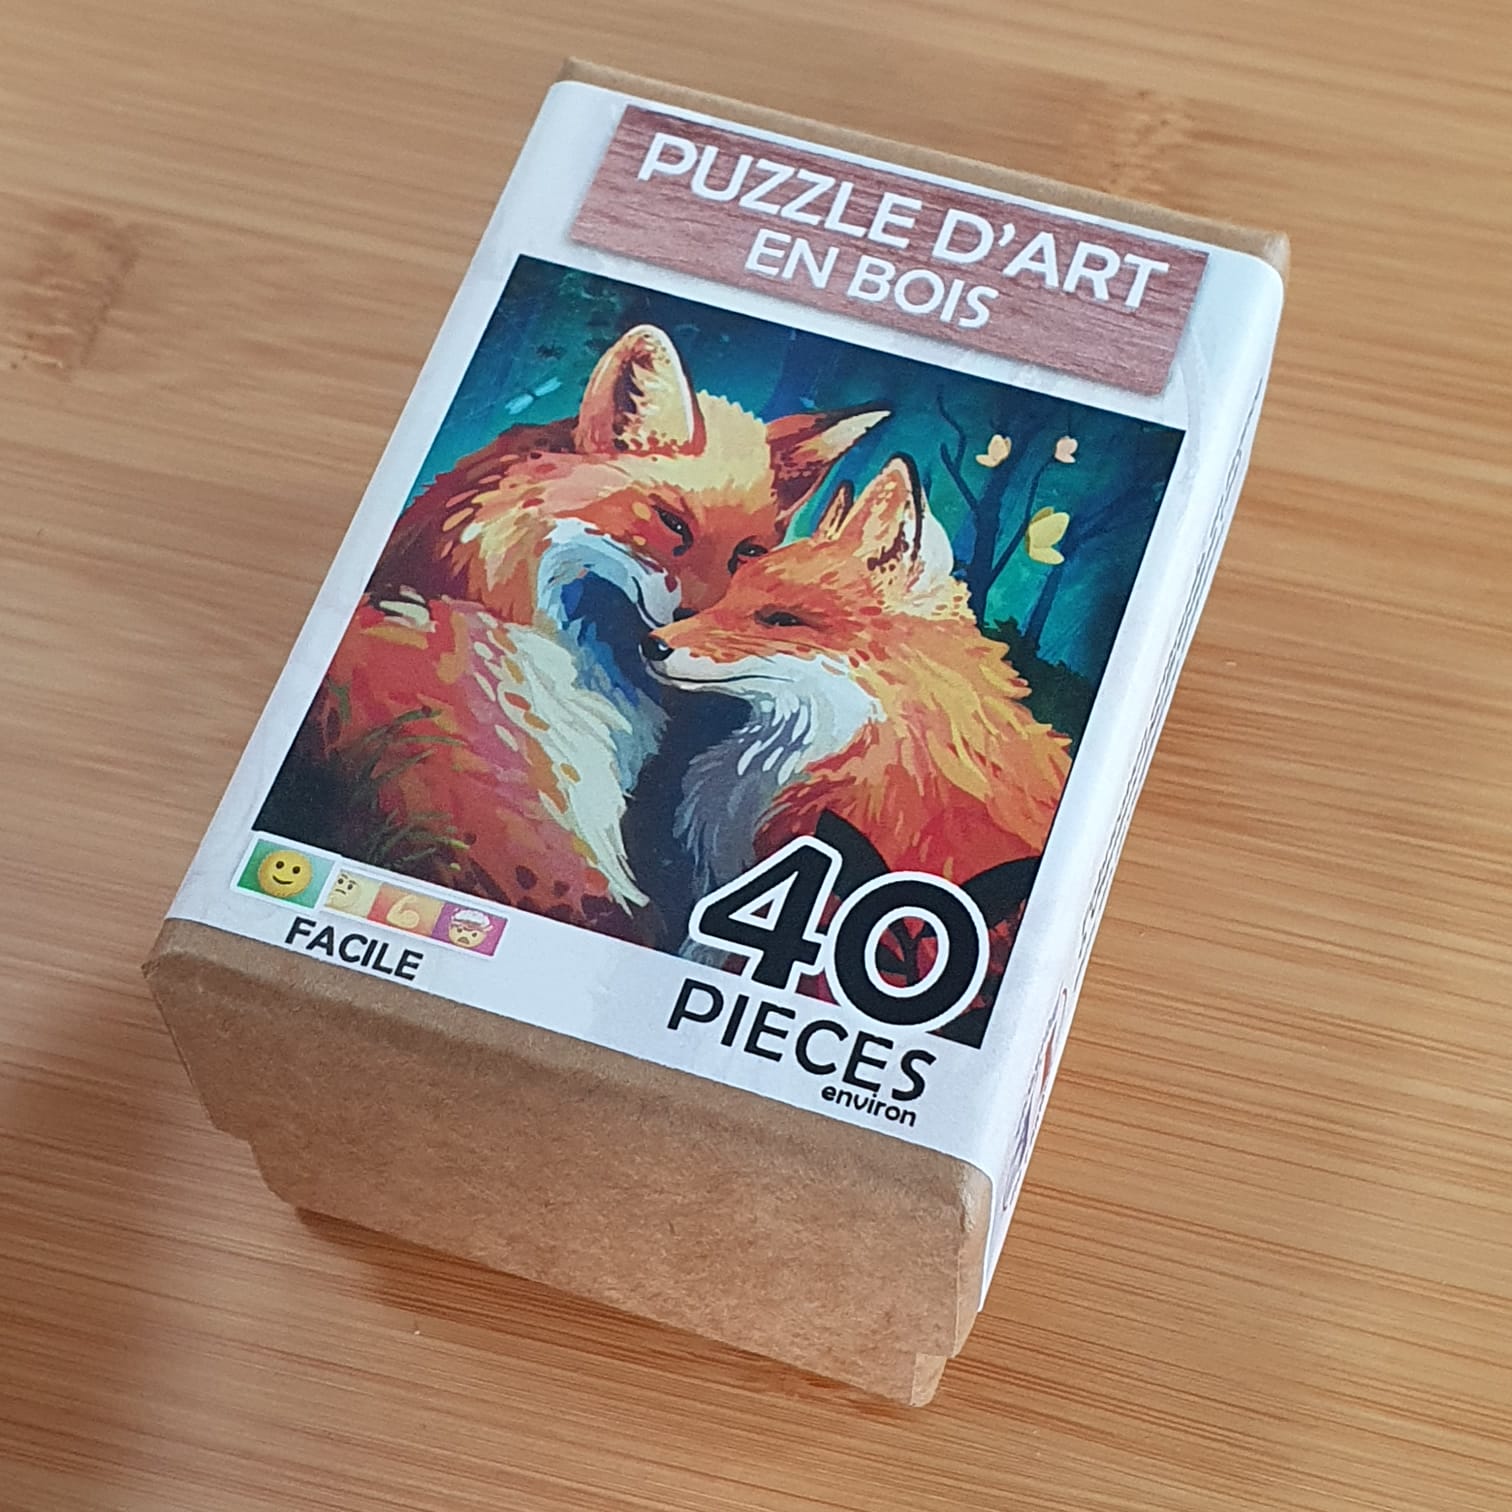 PUZZLE D'ART
EN BOIS
FACILE
40
PIECES
environ